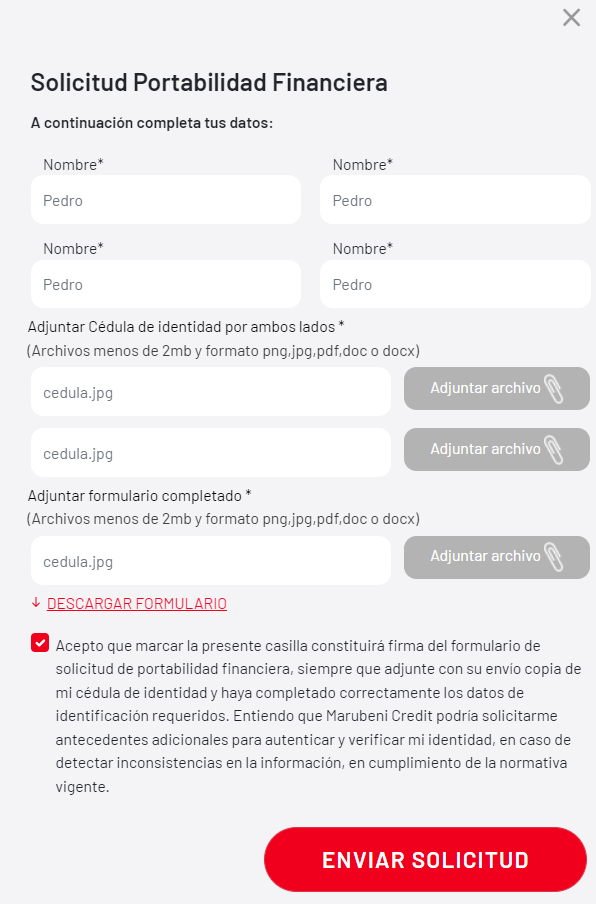 Solicitud Portabilidad Financiera
A continuación completa tus datos:
Nombre* Nombre*
Pedro Pedro
Nombre* Nombre*
Pedro Pedro
Adjuntar Cédula de identidad por ambos lados *
(Archivos menos de 2mb y formato png,jpg,pdf,doc o docx)
cedula.jpg Adjuntar archivo
cedula.jpg Adjuntar archivo
Adjuntar formulario completado *
(Archivos menos de 2mb y formato png,jpg,pdf,doc o docx)
cedula.jpg Adjuntar archivo
DESCARGAR FORMULARIO
Acepto que marcar la presente casilla constituirá firma del formulario de
solicitud de portabilidad financiera, siempre que adjunte con su envío copia de
mi cédula de identidad y haya completado correctamente los datos de
identificación requeridos. Entiendo que Marubeni Credit podría solicitarme
antecedentes adicionales para autenticar y verificar mi identidad, en caso de
detectar inconsistencias en la información, en cumplimiento de la normativa
vigente.
ENVIAR SOLICITUD